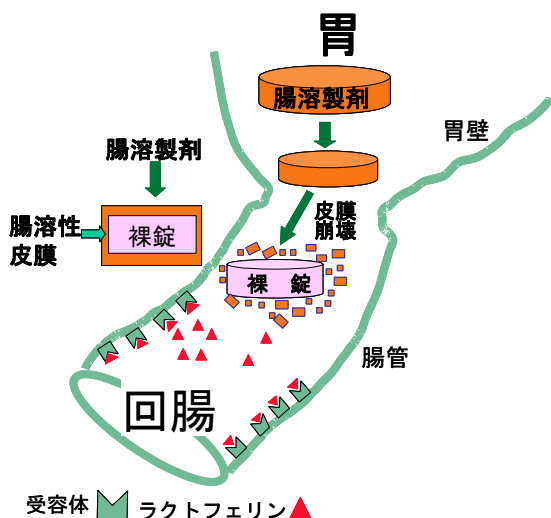 胃
腸溶製剤
胃壁
腸溶製剤
皮膜
崩壊
腸溶性
皮膜
裸錠
裸 錠
腸管
回腸
受容体
ラクトフェリン